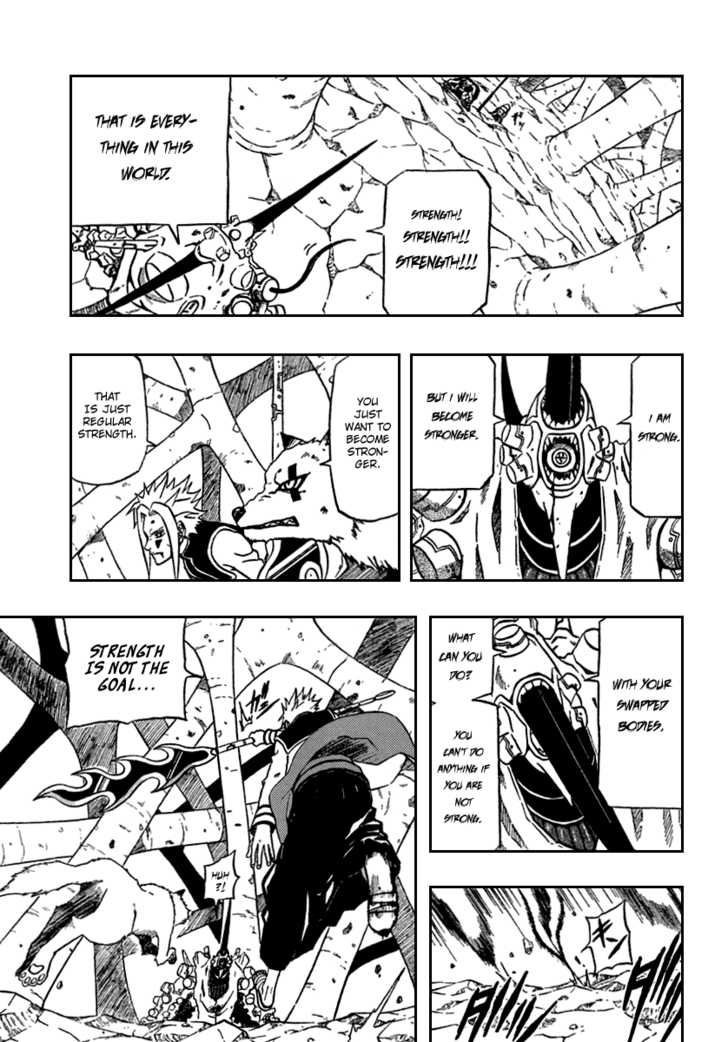 STRENGTH!
STRENGTH!!
STRENGTH!!!
THAT IS EVERY-
THING IN THIS
WORLD.
I AM
STRONG.
BUT I WILL
BECOME
STRONGER.
YOU
JUST
WANT TO
BECOME
STRON-
GER.
THAT
IS JUST
REGULAR
STRENGTH.
WITH YOUR
SWAPPED
BODIES,
WHAT
CAN YOU
DO?
YOU
CAN'T DO
ANYTHING IF
YOU ARE
NOT
STRONG.
STRENGTH
IS NOT THE
GOAL...
HUH
?!